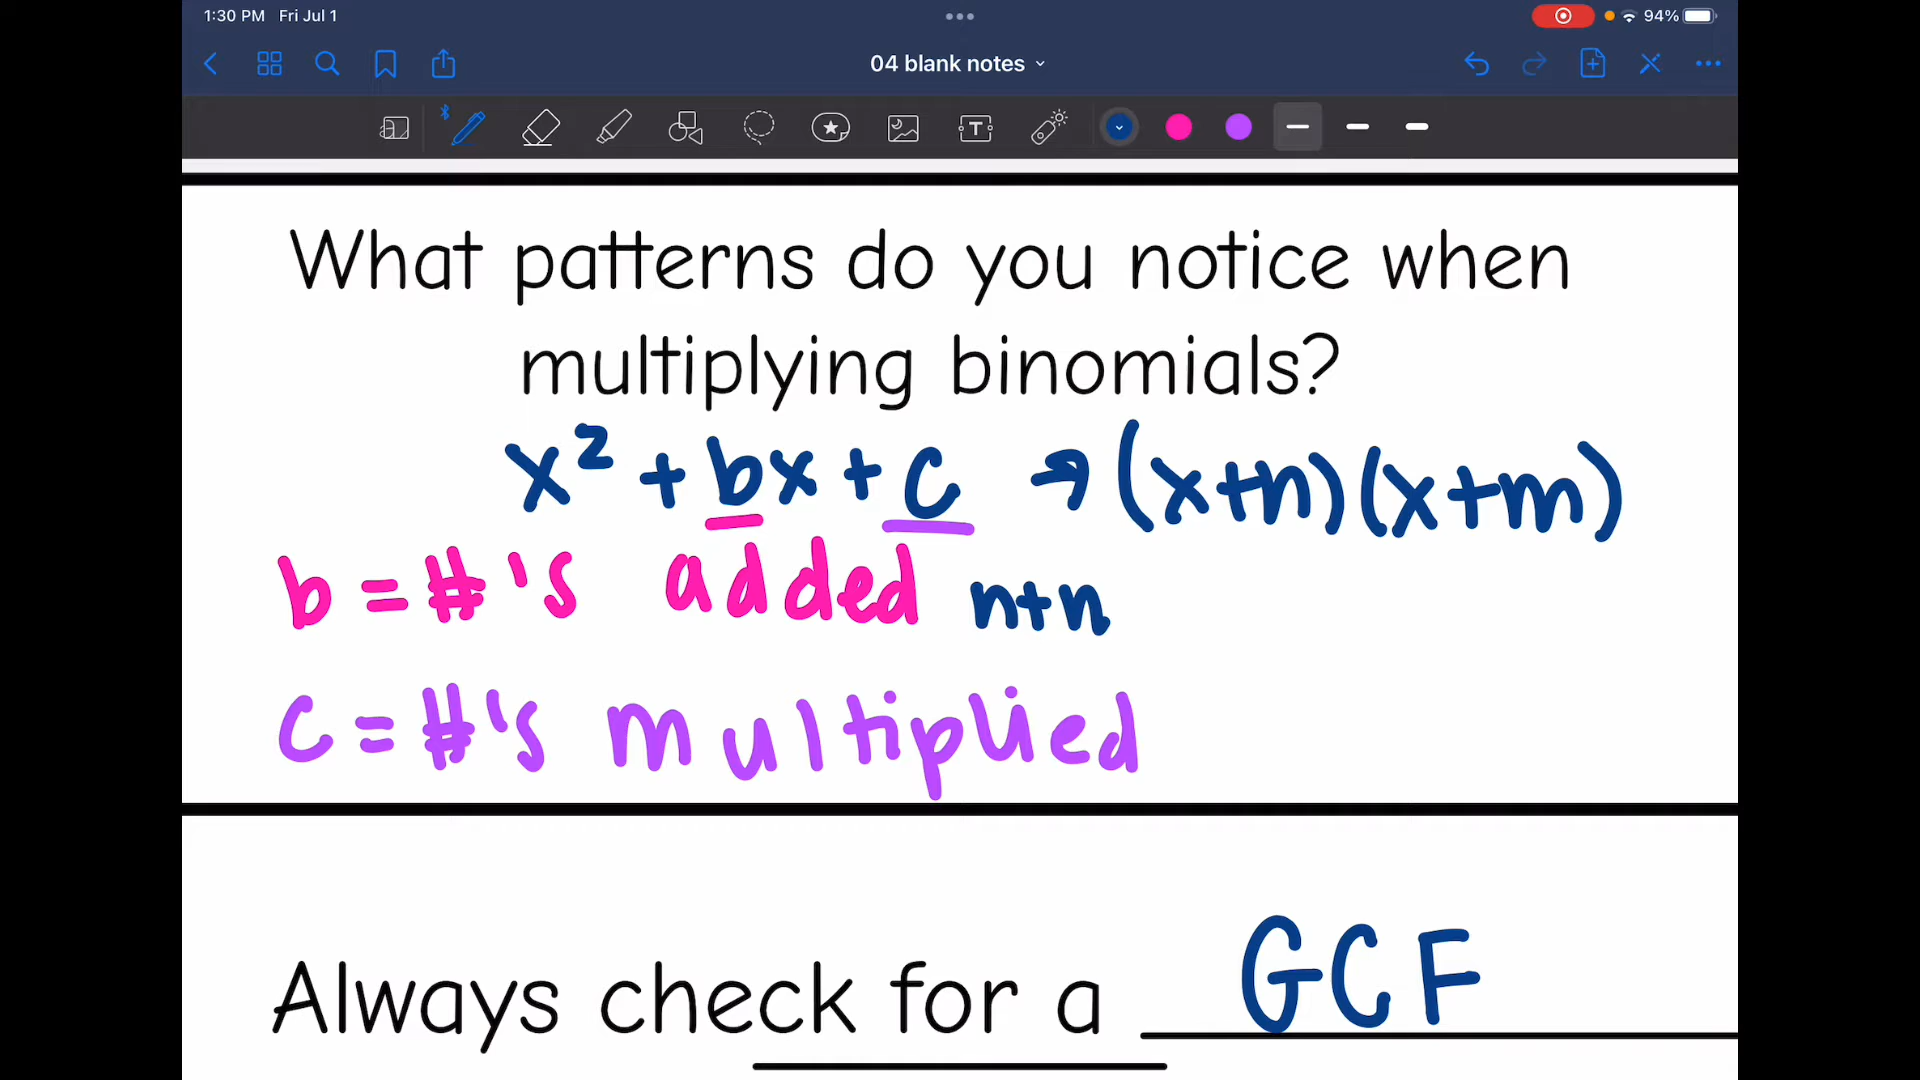 1:30 PM Fri Jul 1
94%
04 blank notes
What patterns do you notice when
multiplying binomials?
x² + bx + c → (x+n)(x+m)
b = #'s added n+n
c = #'s multiplied
Always check for a GCF